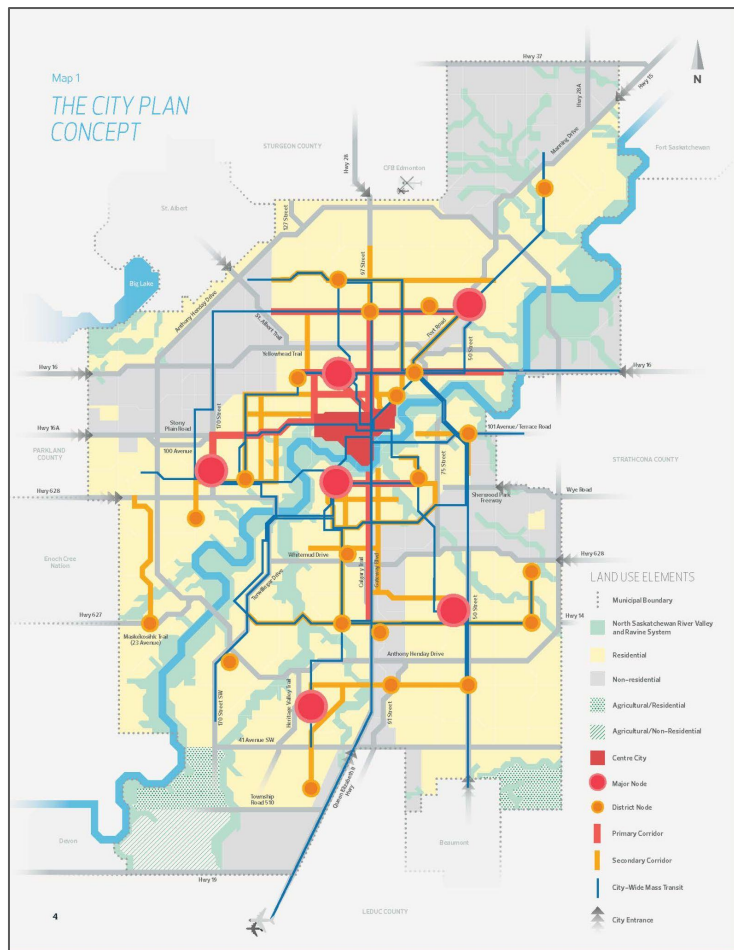 Map 1
THE CITY PLAN
CONCEPT
Hwy 37
Hwy 28A
Hwy 15
N
Manning Drive
Fort Saskatchewan
STURGEON COUNTY
Hwy 28
CFB Edmonton
St. Albert
127 Street
97 Street
Big Lake
Anthony Henday Drive
St. Albert Trail
Fort Road
50 Street
Yellowhead Trail
Hwy 16
Hwy 16
170 Street
Stony
Plain Road
Hwy 16A
100 Avenue
101 Avenue/Terrace Road
PARKLAND
COUNTY
75 Street
STRATHCONA COUNTY
Hwy 628
Sherwood Park
Freeway
Wye Road
Enoch Cree
Nation
Whitemud Drive
Hwy 628
Terwillegar Drive
Calgary Trail
Gateway Blvd
Hwy 627
50 Street
Hwy 14
Maskekosihk Trail
(23 Avenue)
Anthony Henday Drive
170 Street SW
Heritage Valley Trail
91 Street
41 Avenue SW
Queen Elizabeth II
Hwy
Township
Road 510
Devon
Beaumont
Hwy 19
LEDUC COUNTY
4
LAND USE ELEMENTS
Municipal Boundary
North Saskatchewan River Valley
and Ravine System
Residential
Non-residential
Agricultural/Residential
Agricultural/Non-Residential
Centre City
Major Node
District Node
Primary Corridor
Secondary Corridor
City-Wide Mass Transit
City Entrance